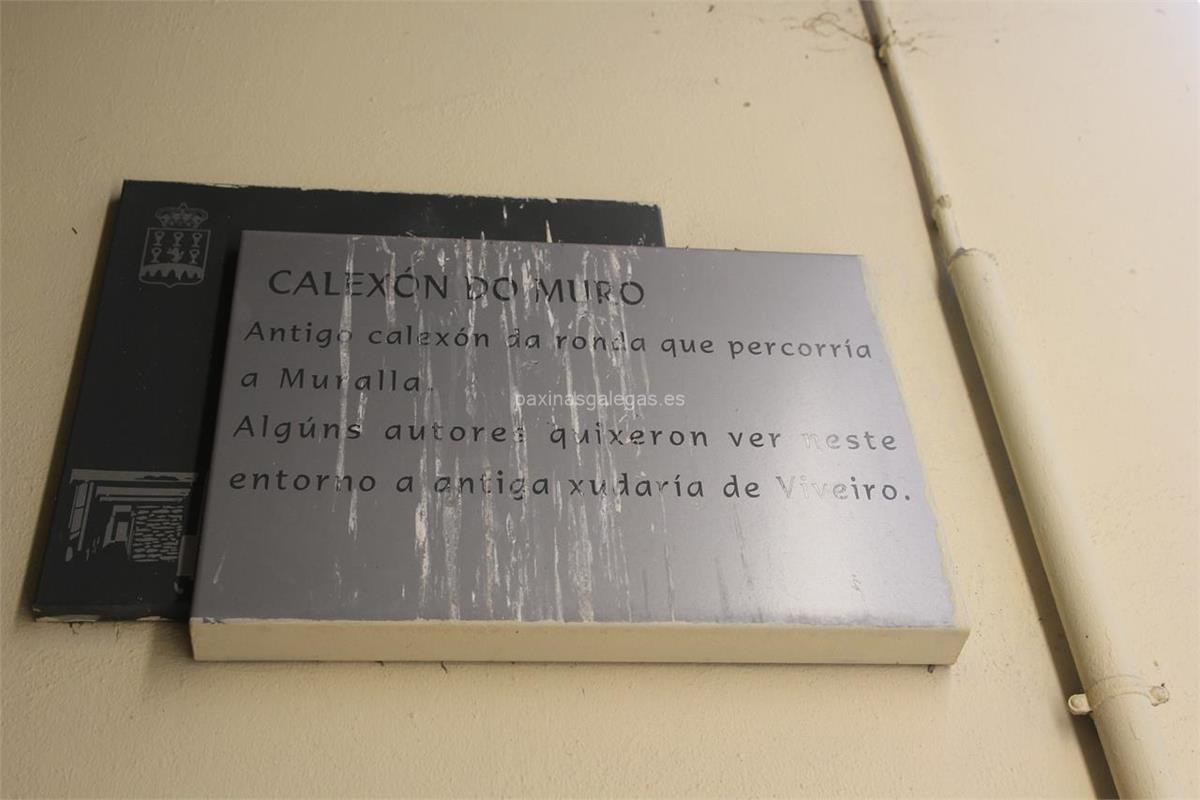 CALEXÓN DO MURO
Antigo calexón da ronda que percorría
a Muralla.
paxinasgalegas.es
Algúns autores quixeron ver neste
entorno a antiga xudaría de Viveiro.